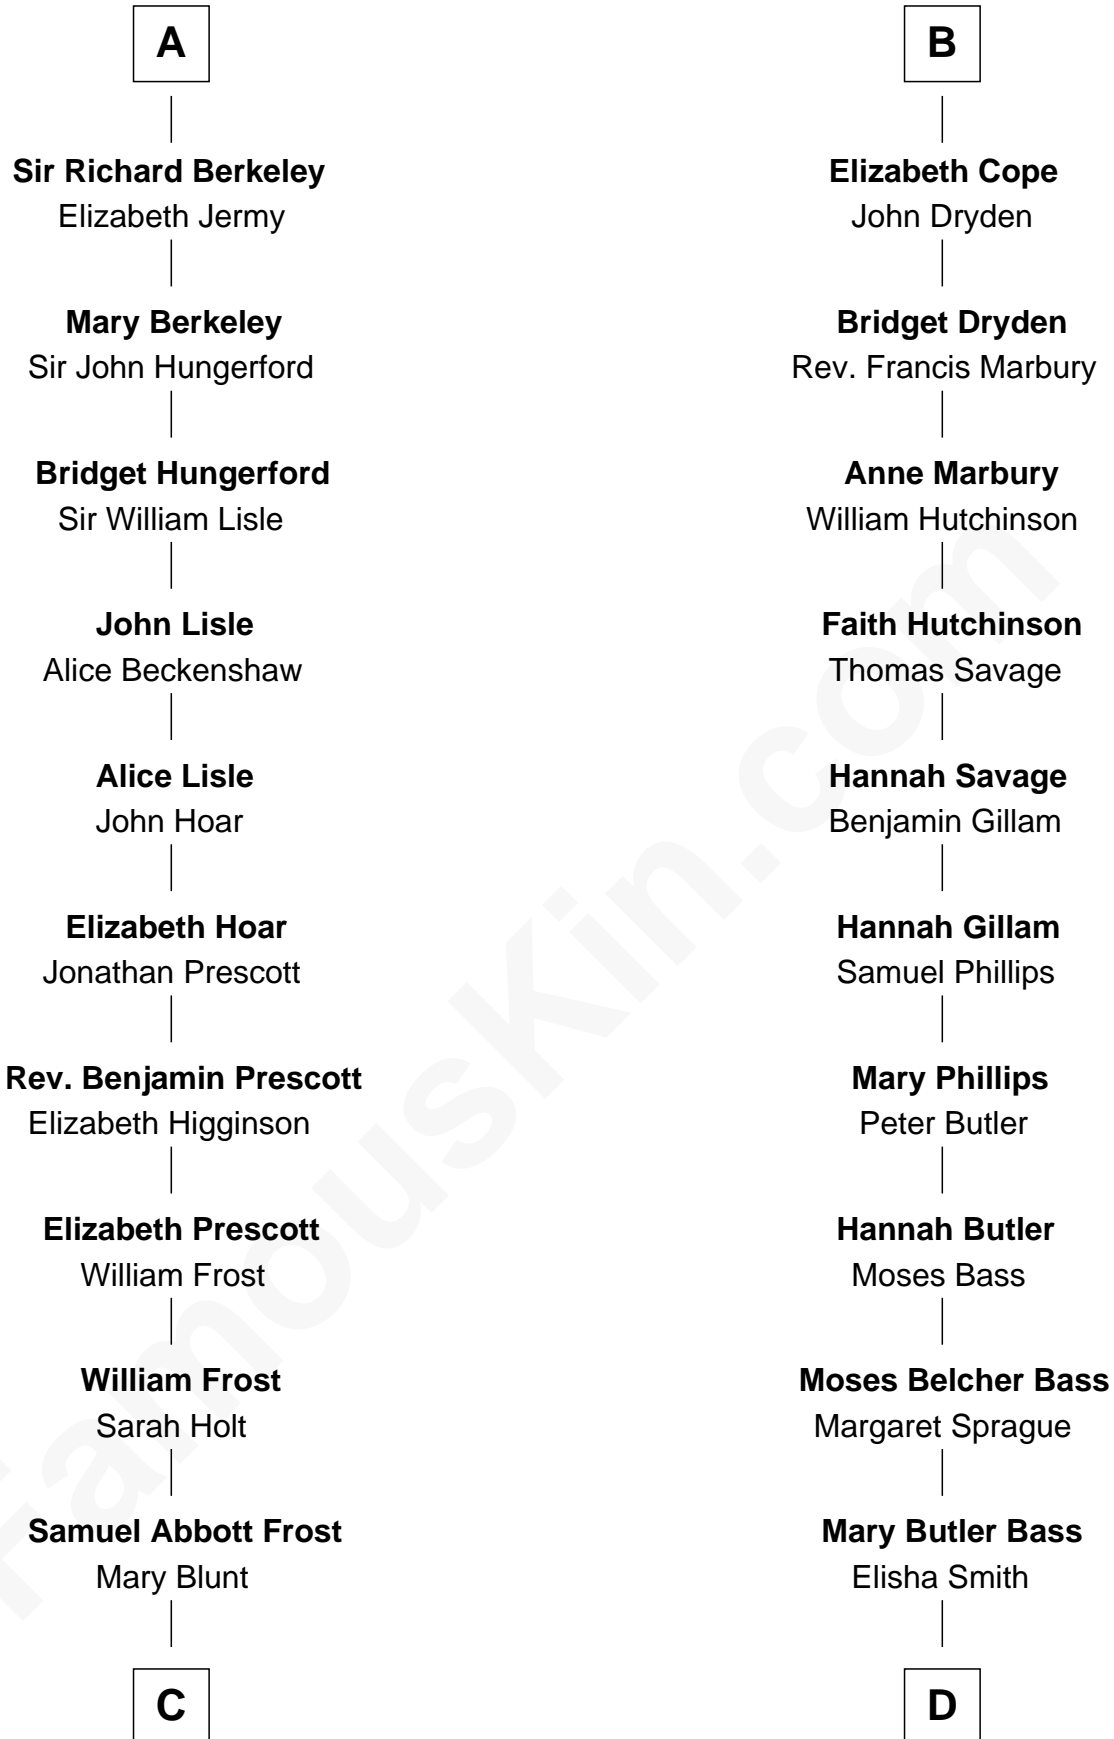 A
Sir Richard Berkeley
Elizabeth Jermy
Mary Berkeley
Sir John Hungerford
Bridget Hungerford
Sir William Lisle
John Lisle
Alice Beckenshaw
Alice Lisle
John Hoar
Elizabeth Hoar
Jonathan Prescott
Rev. Benjamin Prescott
Elizabeth Higginson
Elizabeth Prescott
William Frost
William Frost
Sarah Holt
Samuel Abbott Frost
Mary Blunt
C
B
Elizabeth Cope
John Dryden
Bridget Dryden
Rev. Francis Marbury
Anne Marbury
William Hutchinson
Faith Hutchinson
Thomas Savage
Hannah Savage
Benjamin Gillam
Hannah Gillam
Samuel Phillips
Mary Phillips
Peter Butler
Hannah Butler
Moses Bass
Moses Belcher Bass
Margaret Sprague
Mary Butler Bass
Elisha Smith
D
FamousKin.com